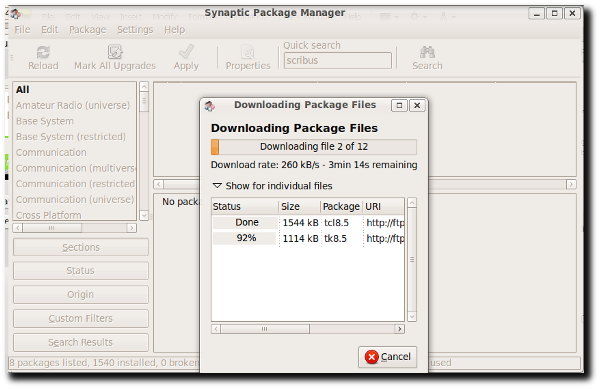 Synaptic Package Manager
File Edit Package Settings Help
Quick search
scribus
Reload Mark All Upgrades Apply Properties Search
All
Amateur Radio (universe)
Base System
Base System (restricted)
Communication
Communication (multivers
Communication (restricted)
Communication (universe)
Cross Platform
No packa
Sections
Status
Origin
Custom Filters
Search Results
8 packages listed, 1540 installed, 0 broken
used
Downloading Package Files
Downloading Package Files
Downloading file 2 of 12
Download rate: 260 kB/s - 3min 14s remaining
Show for individual files
Status Size Package URI
Done 1544 kB tcl8.5 http://ftp
92% 1114 kB tk8.5 http://ftp
Cancel